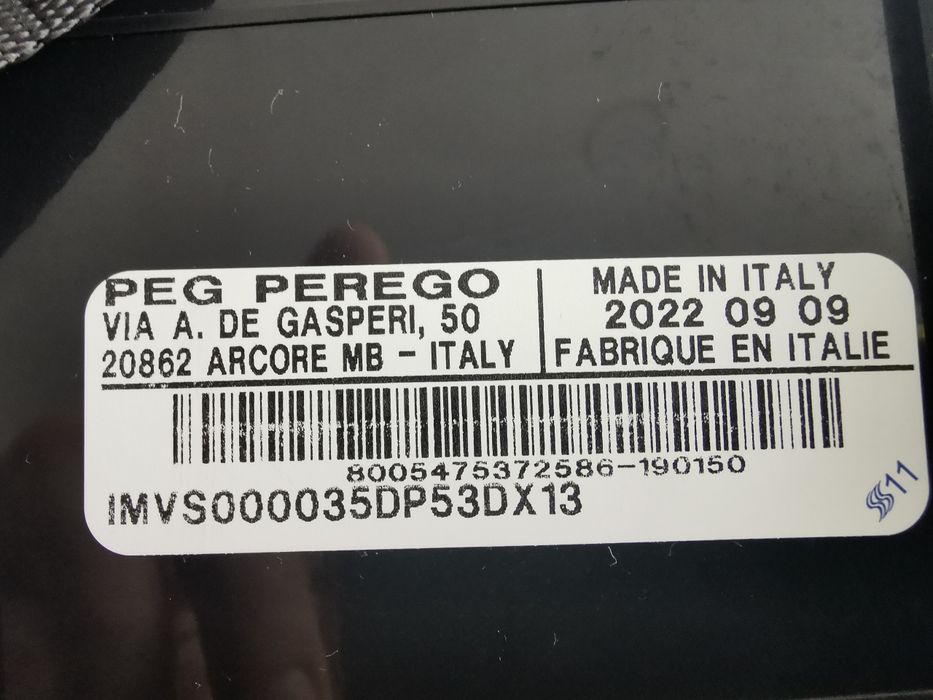 PEG PEREGO
VIA A. DE GASPERI, 50
20862 ARCORE MB - ITALY
MADE IN ITALY
2022 09 09
FABRIQUE EN ITALIE
8005475372586-190150
IMVS000035DP53DX13
11